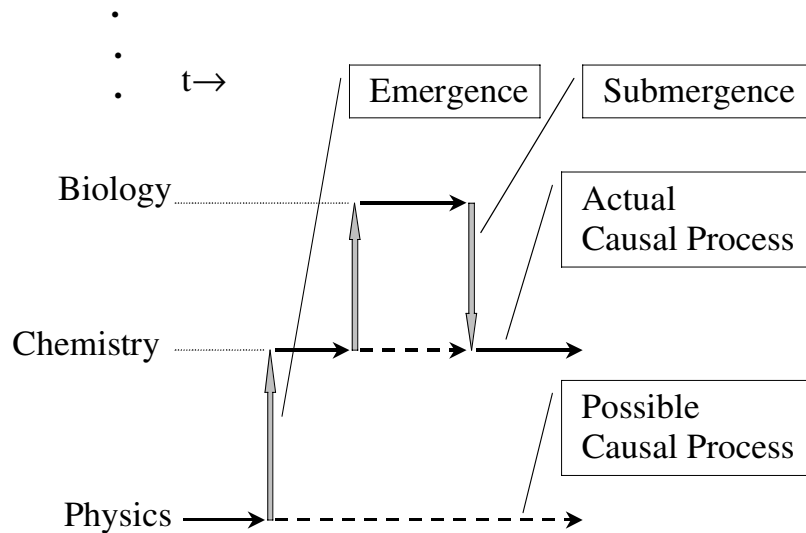 t→
Emergence
Submergence
Biology
Actual
Causal Process
Chemistry
Possible
Causal Process
Physics